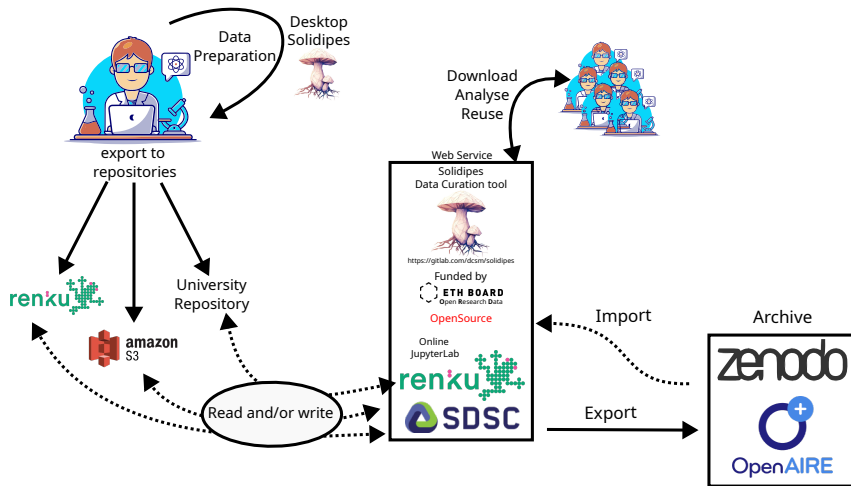 Data
Preparation
Desktop
Solidipes
export to
repositories
Download
Analyse
Reuse
Web Service
Solidipes
Data Curation tool
https://gitlab.com/dcsm/solidipes
Funded by
ETH BOARD
Open Research Data
OpenSource
Online
JupyterLab
renku
SDSC
renku
amazon
S3
University
Repository
Read and/or write
Import
Export
Archive
zenodo
OpenAIRE